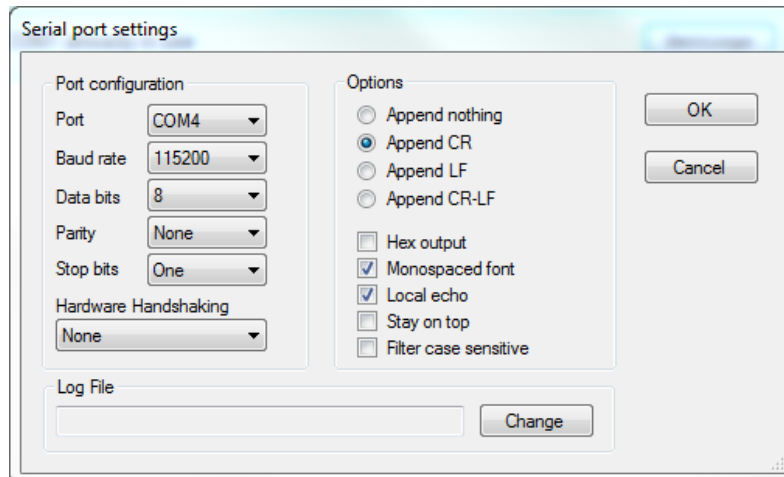 Serial port settings
Port configuration
Port COM4
Baud rate 115200
Data bits 8
Parity None
Stop bits One
Hardware Handshaking
None
Options
Append nothing
Append CR
Append LF
Append CR-LF
Hex output
Monospaced font
Local echo
Stay on top
Filter case sensitive
OK
Cancel
Log File
Change